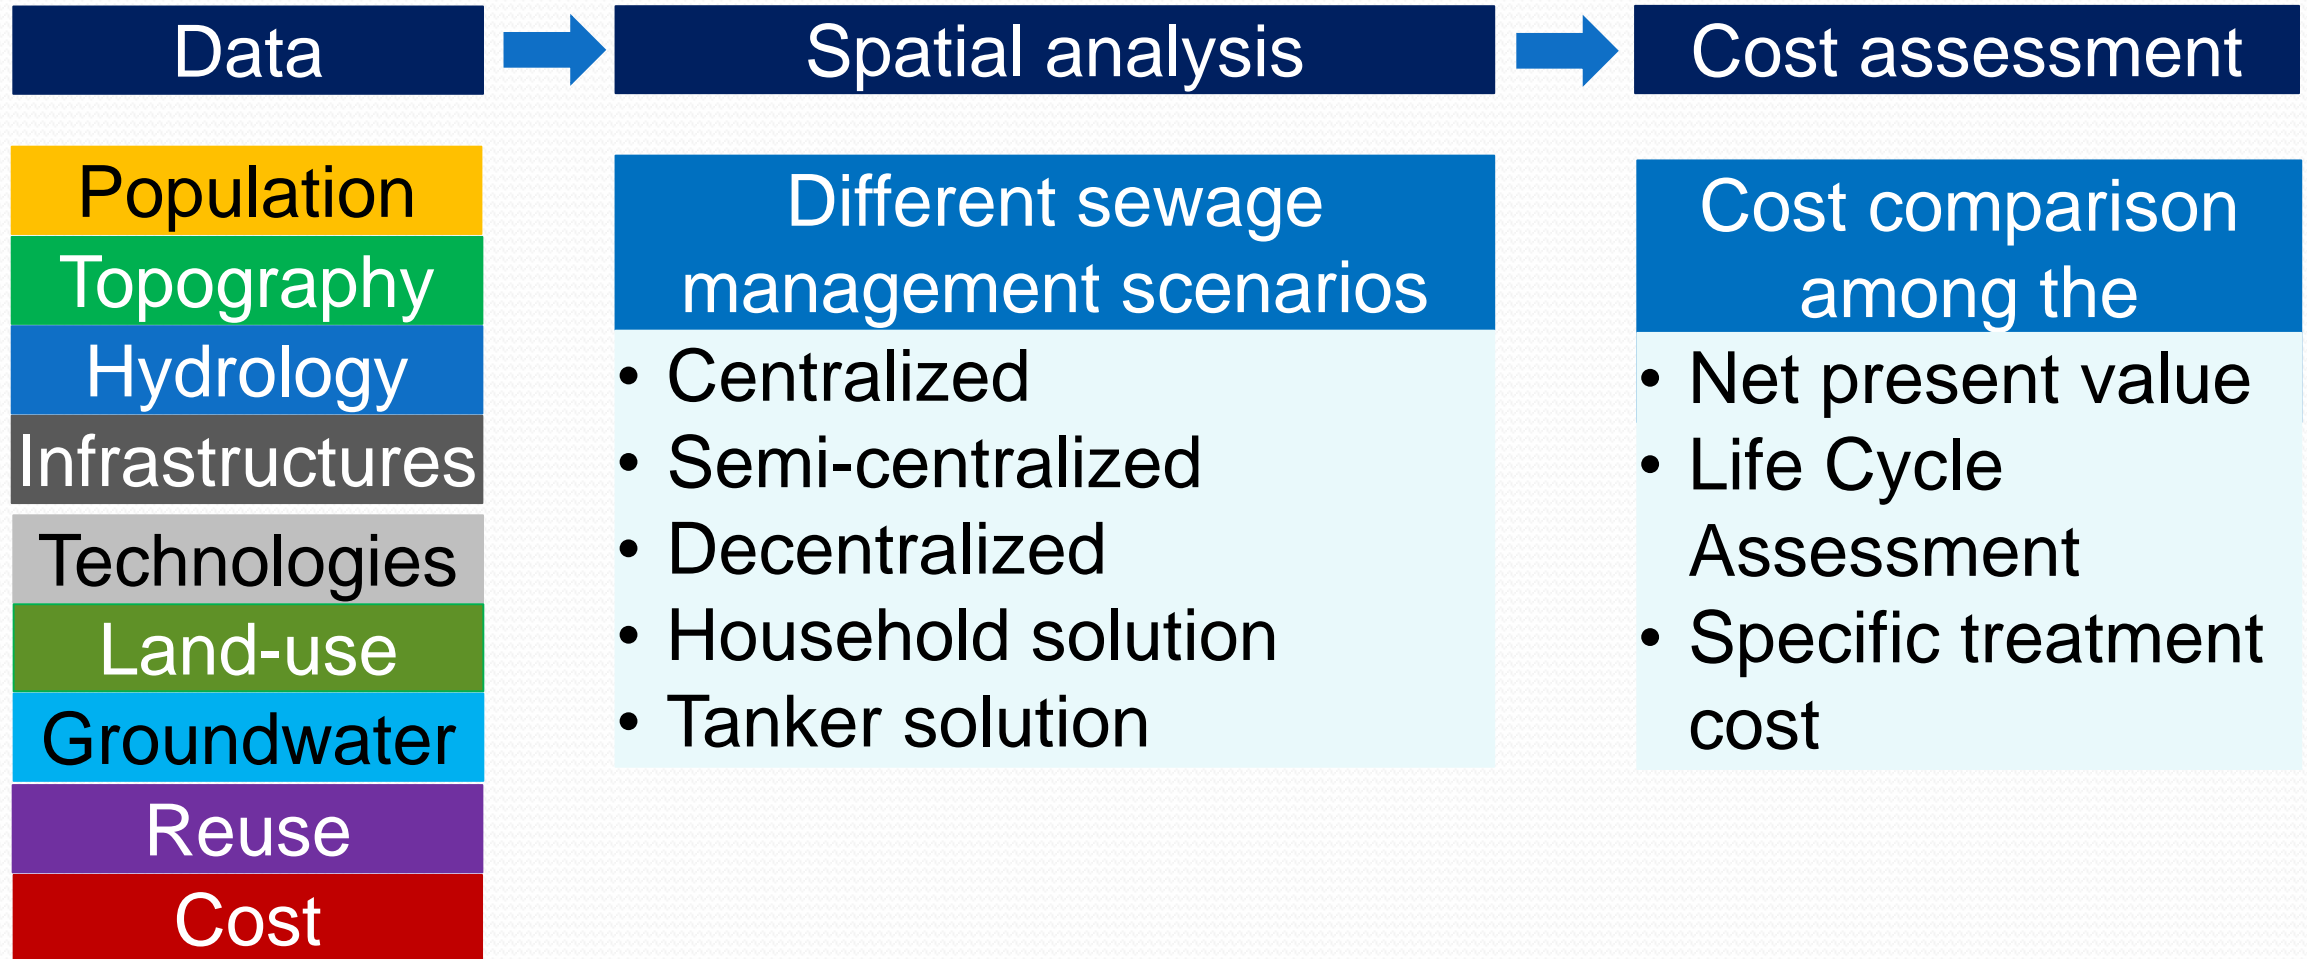 Data
Spatial analysis
Cost assessment
Population
Topography
Hydrology
Infrastructures
Technologies
Land-use
Groundwater
Reuse
Cost
Different sewage
management scenarios
• Centralized
• Semi-centralized
• Decentralized
• Household solution
• Tanker solution
Cost comparison
among the
• Net present value
• Life Cycle
Assessment
• Specific treatment
cost